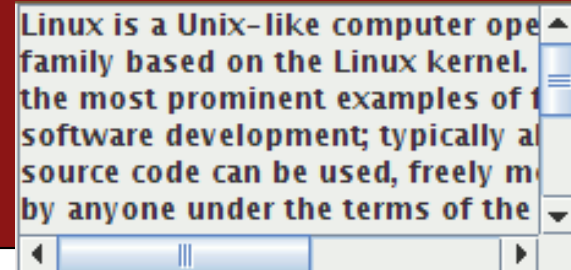 Linux is a Unix-like computer ope
family based on the Linux kernel.
the most prominent examples of
software development; typically
source code can be used, freely
by anyone under the terms of the